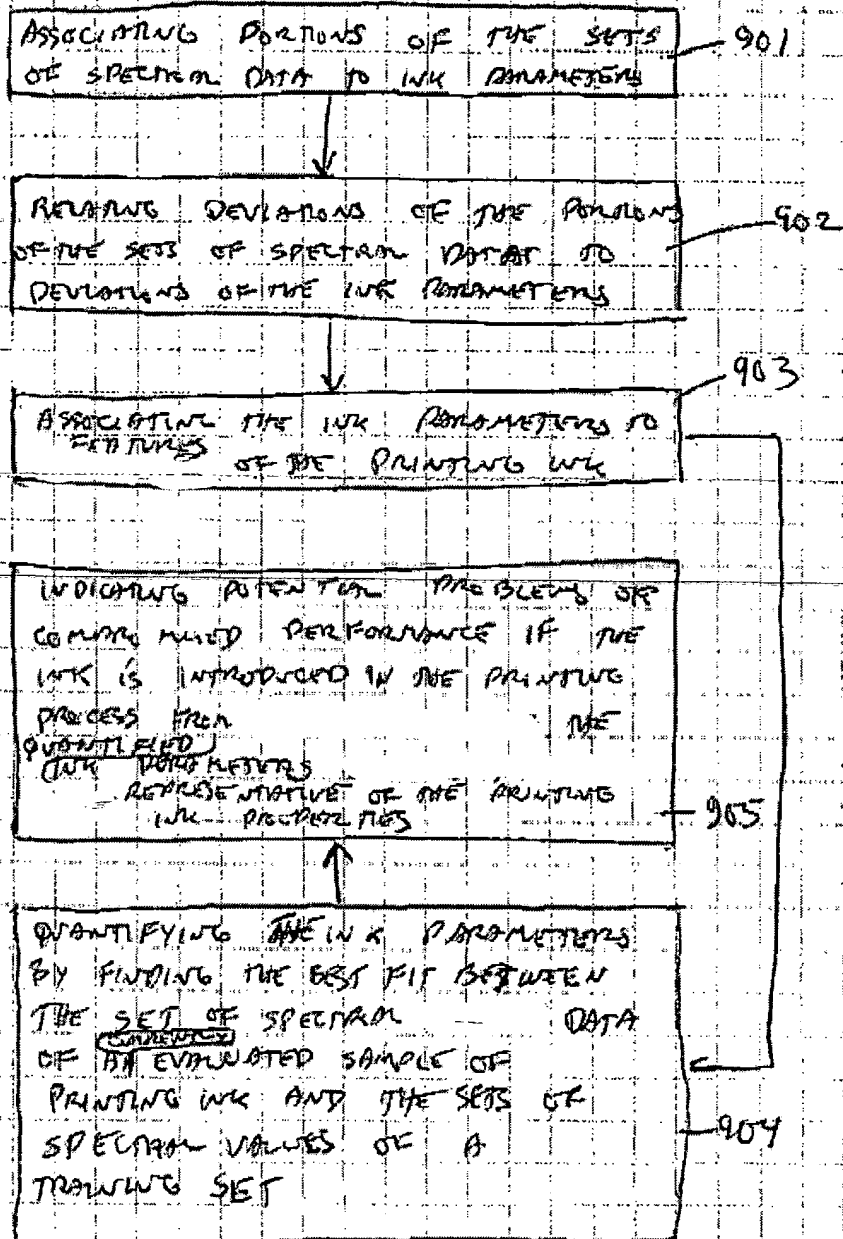 ASSOCIATING PORTIONS OF THE SETS
OF SPECTRAL DATA TO INK PARAMETERS
901
RELATING DEVIATIONS OF THE PORTIONS
OF THE SETS OF SPECTRAL DATAT TO
DEVIATIONS OF THE INK PARAMETERS
902
903
ASSOCIATING THE INK PARAMETERS TO
FEATURES
OF THE PRINTING INK
INDICATING POTENTIAL PROBLEMS OR
COMPROMISED PERFORMANCE IF THE
INK IS INTRODUCED IN THE PRINTING
PROCESS FROM THE
QUANTIFIED
INK PARAMETERS
REPRESENTATIVE OF THE PRINTING
INK PROPERTIES
905
QUANTIFYING THE INK PARAMETERS
BY FINDING THE BEST FIT BETWEEN
THE SET OF SPECTRAL DATA
CURRENTLY
OF AN EVALUATED SAMPLE OF
PRINTING INK AND THE SETS OF
SPECTRAL VALUES OF A
TRAINING SET
904